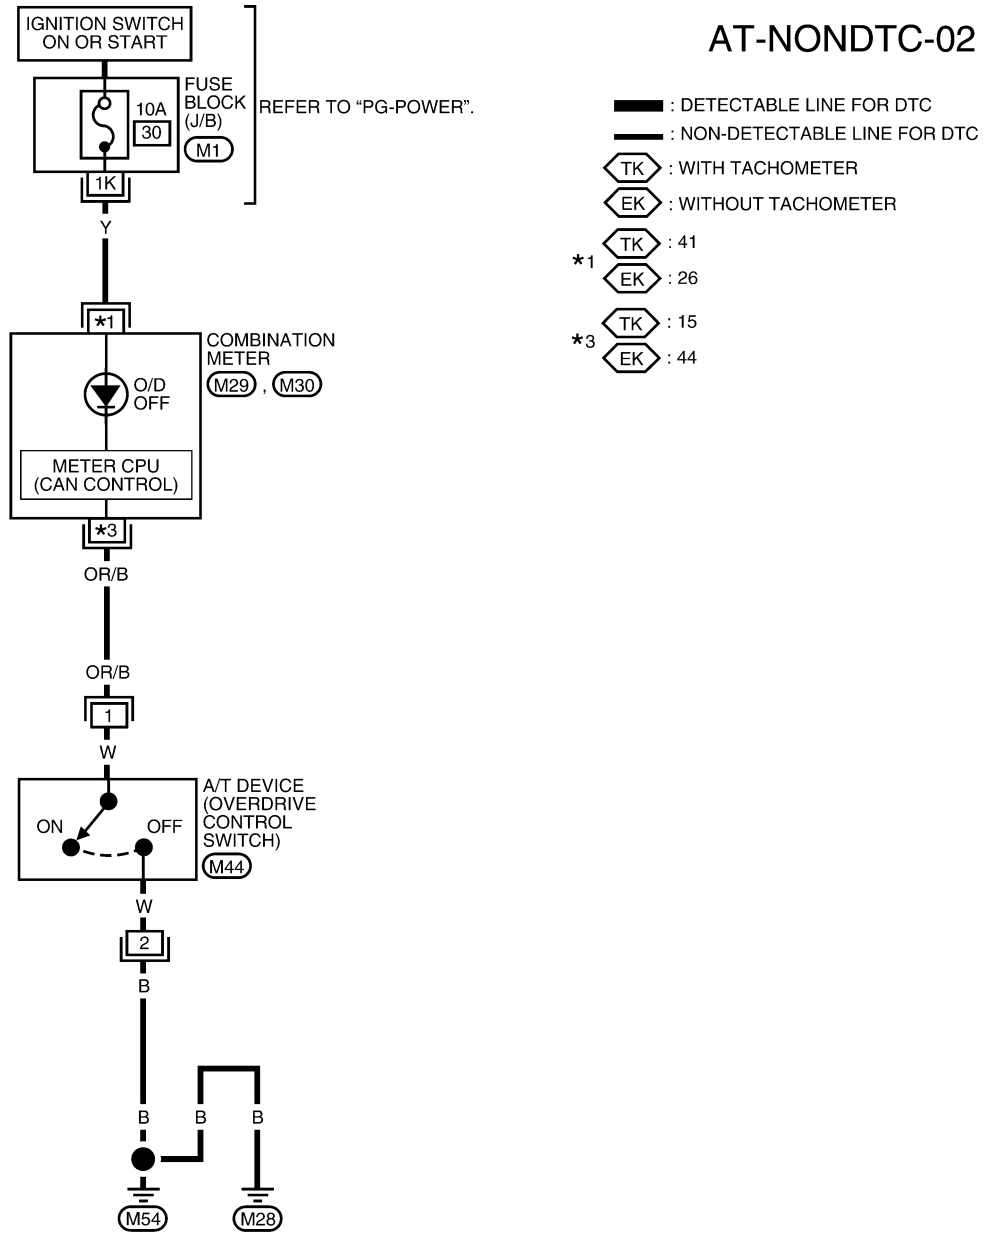 AT-NONDTC-02
IGNITION SWITCH
ON OR START
FUSE
BLOCK
(J/B)
M1
10A
30
REFER TO “PG-POWER”.
1K
Y
: DETECTABLE LINE FOR DTC
: NON-DETECTABLE LINE FOR DTC
TK : WITH TACHOMETER
EK : WITHOUT TACHOMETER
*1
TK : 41
EK : 26
*3
TK : 15
EK : 44
*1
COMBINATION
METER
M29 , M30
O/D
OFF
METER CPU
(CAN CONTROL)
*3
OR/B
OR/B
1
W
A/T DEVICE
(OVERDRIVE
CONTROL
SWITCH)
M44
ON
OFF
W
2
B
B
B
B
M54
M28